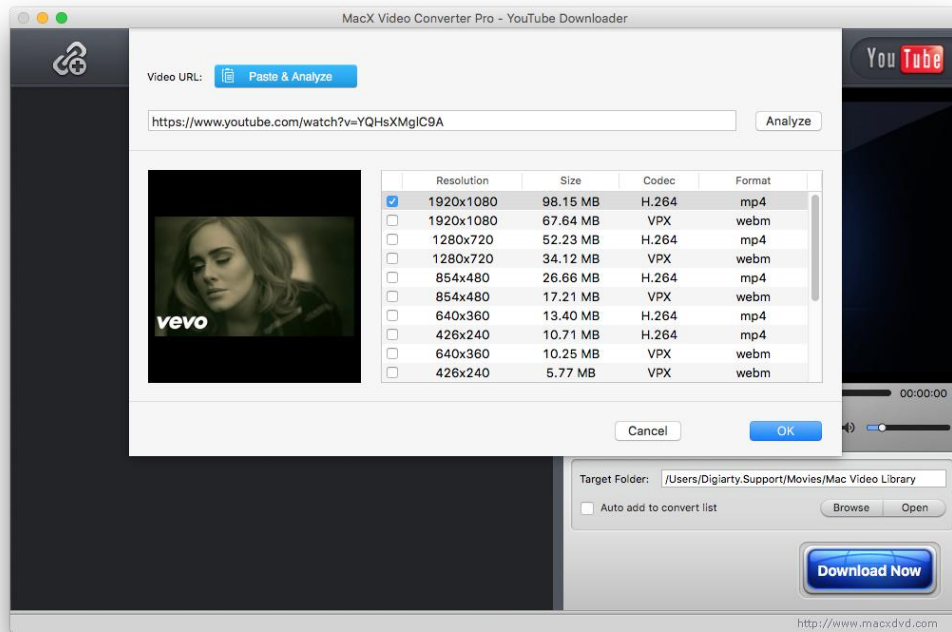 MacX Video Converter Pro - YouTube Downloader
You Tube
Video URL: Paste & Analyze
https://www.youtube.com/watch?v=YQHsXMglC9A Analyze
Resolution Size Codec Format
1920x1080 98.15 MB H.264 mp4
1920x1080 67.64 MB VPX webm
1280x720 52.23 MB H.264 mp4
1280x720 34.12 MB VPX webm
854x480 26.66 MB H.264 mp4
854x480 17.21 MB VPX webm
640x360 13.40 MB H.264 mp4
426x240 10.71 MB H.264 mp4
640x360 10.25 MB VPX webm
426x240 5.77 MB VPX webm
vevo
00:00:00
Cancel OK
Target Folder: /Users/Digiarty.Support/Movies/Mac Video Library
Auto add to convert list Browse Open
Download Now
http://www.macxdvd.com